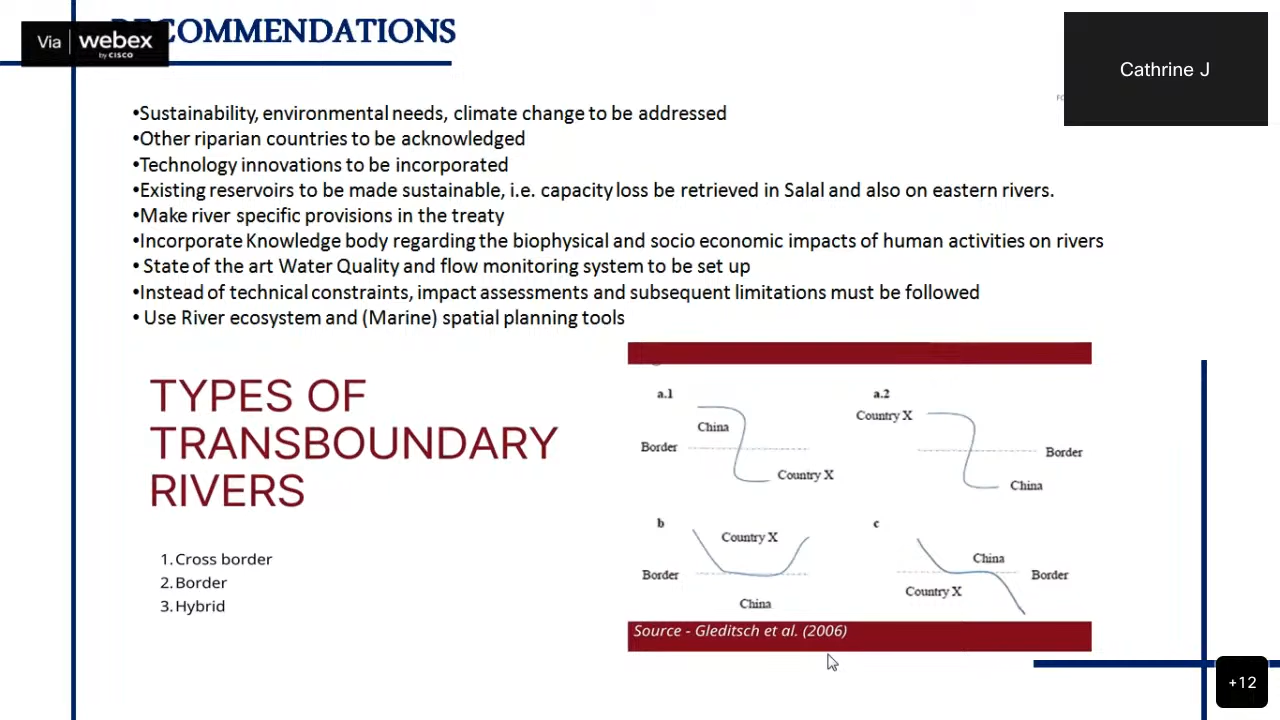 Via webex
by CISCO
COMMENDATIONS
Cathrine J
•Sustainability, environmental needs, climate change to be addressed
•Other riparian countries to be acknowledged
•Technology innovations to be incorporated
•Existing reservoirs to be made sustainable, i.e. capacity loss be retrieved in Salal and also on eastern rivers.
•Make river specific provisions in the treaty
•Incorporate Knowledge body regarding the biophysical and socio economic impacts of human activities on rivers
• State of the art Water Quality and flow monitoring system to be set up
•Instead of technical constraints, impact assessments and subsequent limitations must be followed
• Use River ecosystem and (Marine) spatial planning tools
TYPES OF
TRANSBOUNDARY
RIVERS
1. Cross border
2. Border
3. Hybrid
a.1
China
Border
Country X
a.2
Country X
Border
China
b
Country X
Border
China
c
China
Border
Country X
Source - Gleditsch et al. (2006)
+12